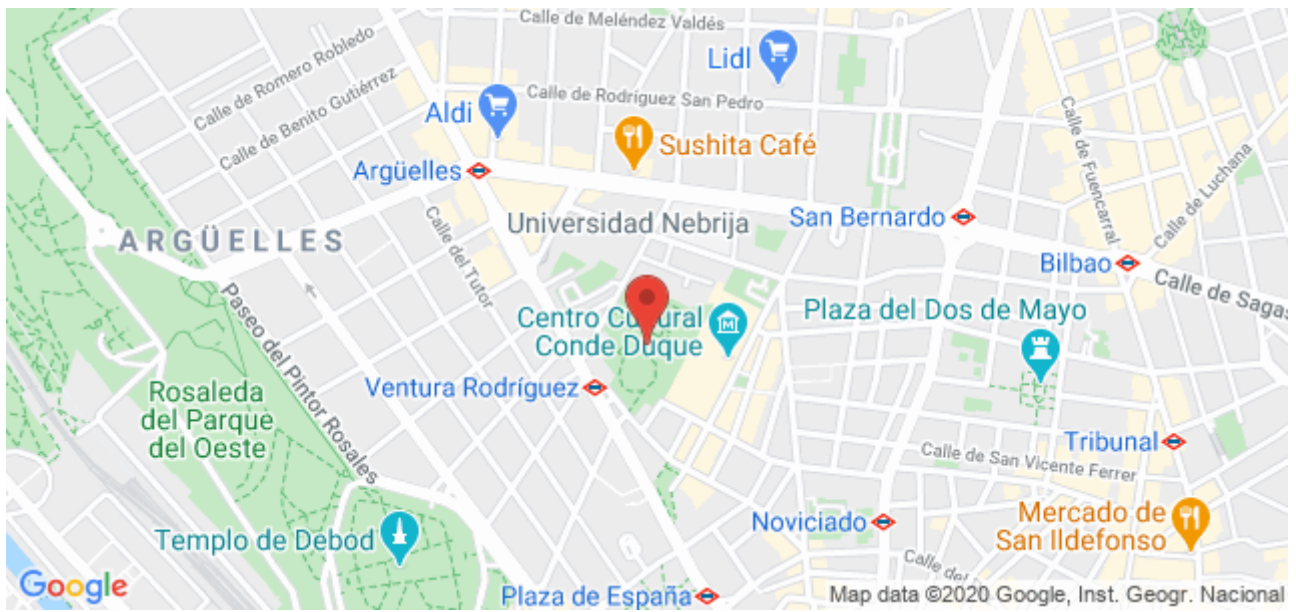 Calle de Meléndez Valdés
Lidl
Calle de Romero Robledo
Calle de Rodríguez San Pedro
Aldi
Calle de Benito Gutiérrez
Sushita Café
Calle de Fuencarral
Calle de Luchana
Argüelles
Universidad Nebrija
San Bernardo
ARGÜELLES
Calle del Tutor
Bilbao
Calle de Sagas
Paseo del Pintor Rosales
Centro Cultural
Conde Duque
Plaza del Dos de Mayo
Ventura Rodríguez
Rosaleda
del Parque
del Oeste
Tribunal
Calle de San Vicente Ferrer
Noviciado
Mercado de
San Ildefonso
Templo de Debod
Calle del
Google
Plaza de España
Map data ©2020 Google, Inst. Geogr. Nacional